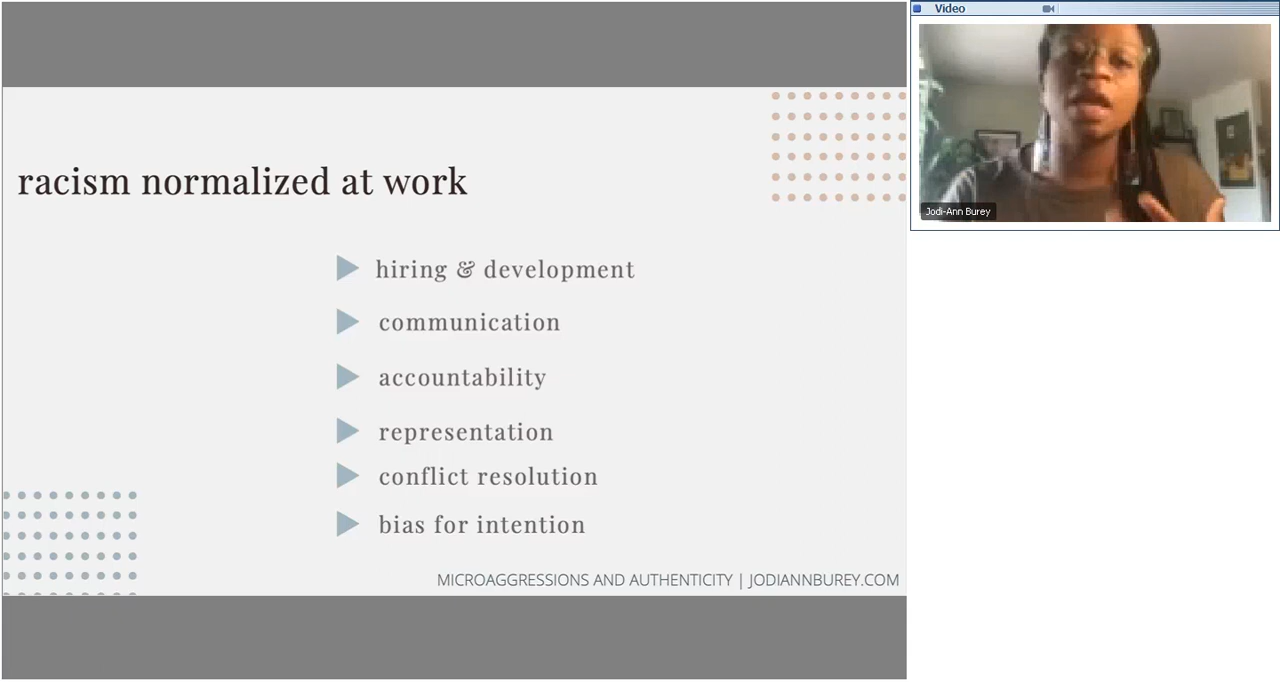 racism normalized at work
hiring & development
communication
accountability
representation
conflict resolution
bias for intention
MICROAGGRESSIONS AND AUTHENTICITY | JODIANNBUREY.COM
Video
Jodi-Ann Burey